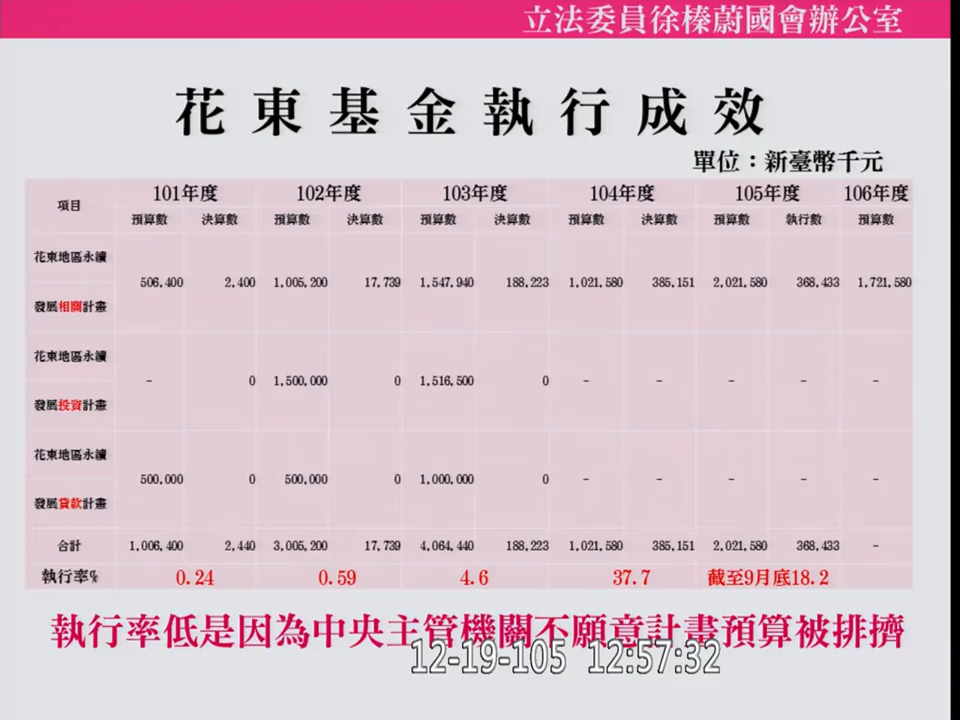 立法委員徐榛蔚國會辦公室
花東基金執行成效
單位：新臺幣千元
項目 101年度 102年度 103年度 104年度 105年度 106年度
預算數 決算數 預算數 決算數 預算數 決算數 預算數 決算數 預算數 執行數 預算數
花東地區永續
發展相關計畫 506,400 2,400 1,005,200 17,739 1,547,940 188,223 1,021,580 385,151 2,021,580 368,433 1,721,580
花東地區永續
發展投資計畫 - 0 1,500,000 0 1,516,500 0 - - - - -
花東地區永續
發展貸款計畫 500,000 0 500,000 0 1,000,000 0 - - - - -
合計 1,006,400 2,440 3,005,200 17,739 4,064,440 188,223 1,021,580 385,151 2,021,580 368,433 -
執行率% 0.24 0.59 4.6 37.7 截至9月底18.2
執行率低是因為中央主管機關不願意計畫預算被排擠
12-19-105 12:57:32